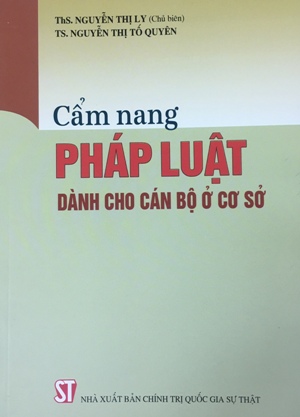 ThS. NGUYỄN THỊ LY (Chủ biên)
TS. NGUYỄN THỊ TỐ QUYÊN
Cẩm nang
PHÁP LUẬT
DÀNH CHO CÁN BỘ Ở CƠ SỞ
ST
NHÀ XUẤT BẢN CHÍNH TRỊ QUỐC GIA SỰ THẬT